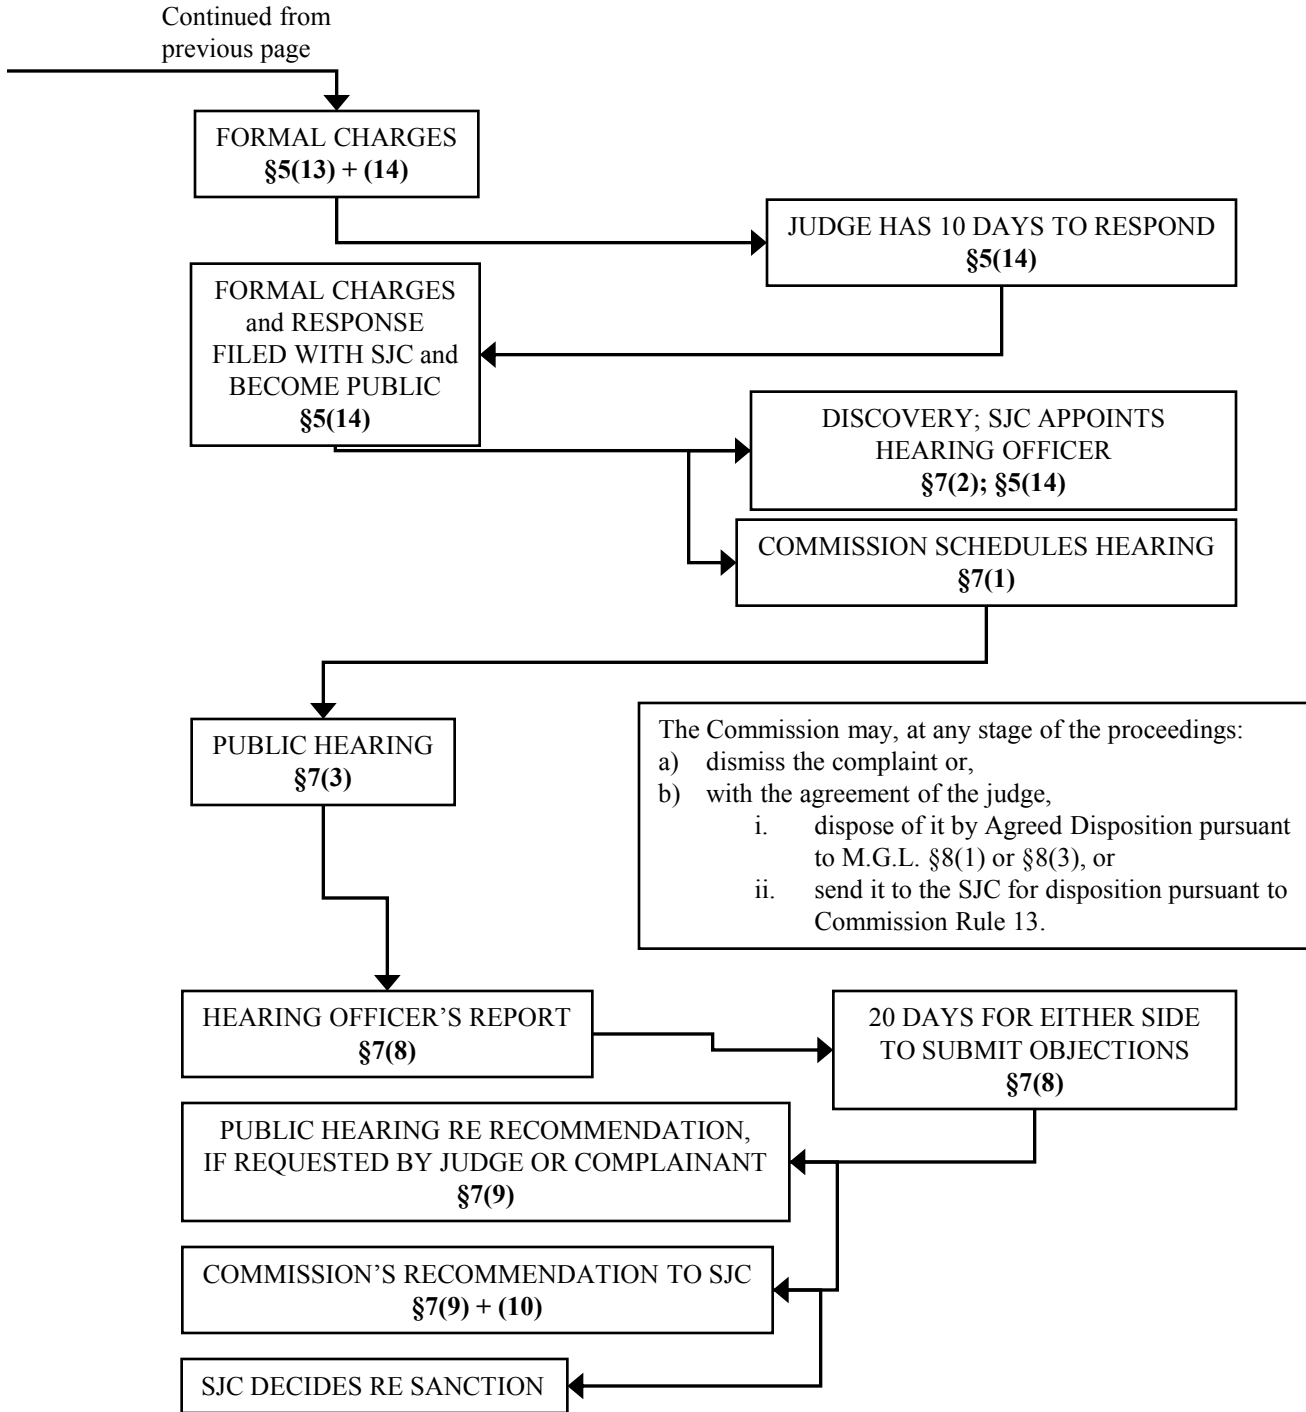 Continued from
previous page
FORMAL CHARGES
§5(13) + (14)
JUDGE HAS 10 DAYS TO RESPOND
§5(14)
FORMAL CHARGES
and RESPONSE
FILED WITH SJC and
BECOME PUBLIC
§5(14)
DISCOVERY; SJC APPOINTS
HEARING OFFICER
§7(2); §5(14)
COMMISSION SCHEDULES HEARING
§7(1)
PUBLIC HEARING
§7(3)
The Commission may, at any stage of the proceedings:
a) dismiss the complaint or,
b) with the agreement of the judge,
i. dispose of it by Agreed Disposition pursuant
to M.G.L. §8(1) or §8(3), or
ii. send it to the SJC for disposition pursuant to
Commission Rule 13.
HEARING OFFICER’S REPORT
§7(8)
20 DAYS FOR EITHER SIDE
TO SUBMIT OBJECTIONS
§7(8)
PUBLIC HEARING RE RECOMMENDATION,
IF REQUESTED BY JUDGE OR COMPLAINANT
§7(9)
COMMISSION’S RECOMMENDATION TO SJC
§7(9) + (10)
SJC DECIDES RE SANCTION